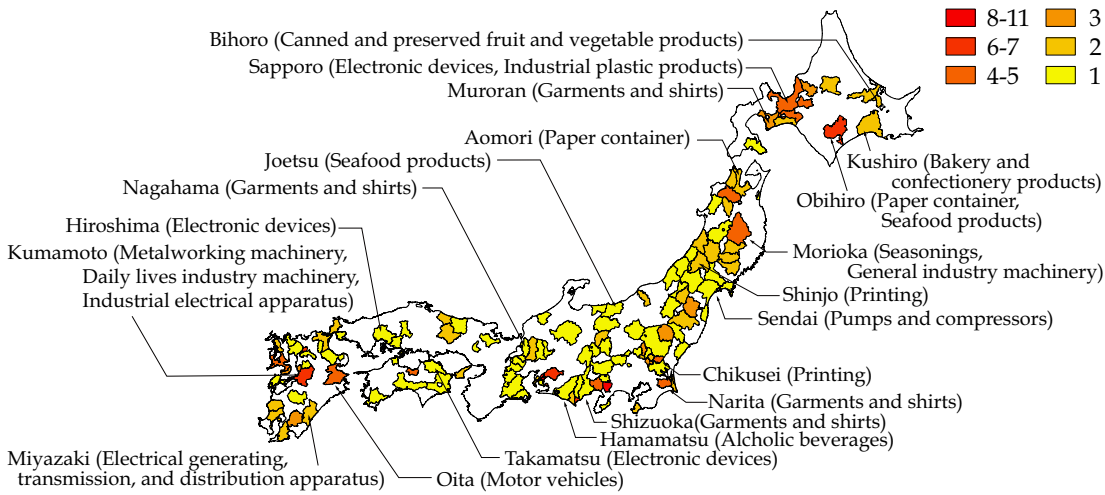 8-11
3
6-7
2
4-5
1
Bihoro (Canned and preserved fruit and vegetable products)
Sapporo (Electronic devices, Industrial plastic products)
Muroran (Garments and shirts)
Aomori (Paper container)
Joetsu (Seafood products)
Nagahama (Garments and shirts)
Hiroshima (Electronic devices)
Kumamoto (Metalworking machinery,
Daily lives industry machinery,
Industrial electrical apparatus)
Kushiro (Bakery and
confectionery products)
Obihiro (Paper container,
Seafood products)
Morioka (Seasonings,
General industry machinery)
Shinjo (Printing)
Sendai (Pumps and compressors)
Chikusei (Printing)
Narita (Garments and shirts)
Shizuoka(Garments and shirts)
Hamamatsu (Alcholic beverages)
Takamatsu (Electronic devices)
Oita (Motor vehicles)
Miyazaki (Electrical generating,
transmission, and distribution apparatus)